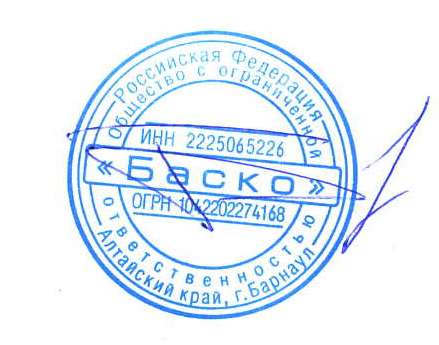 Российская Федерация
Общество с ограниченной
ИНН 2225065226
«Баско»
ОГРН 1042202274168
ответственностью
Алтайский край, г.Барнаул